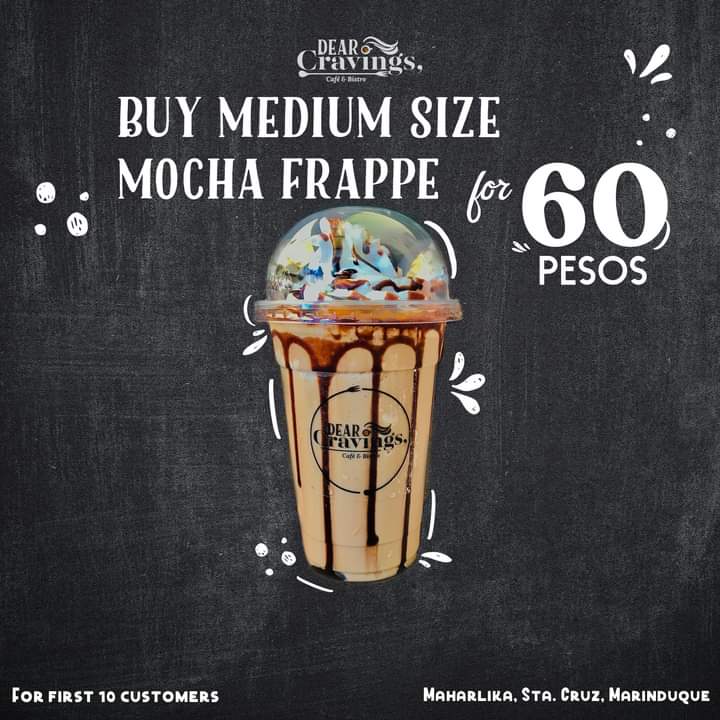 DEAR
Cravings,
Café & Bistro
BUY MEDIUM SIZE
MOCHA FRAPPE for 60
PESOS
DEAR
Cravings,
Café & Bistro
FOR FIRST 10 CUSTOMERS
MAHARLIKA, STA. CRUZ, MARINDUQUE